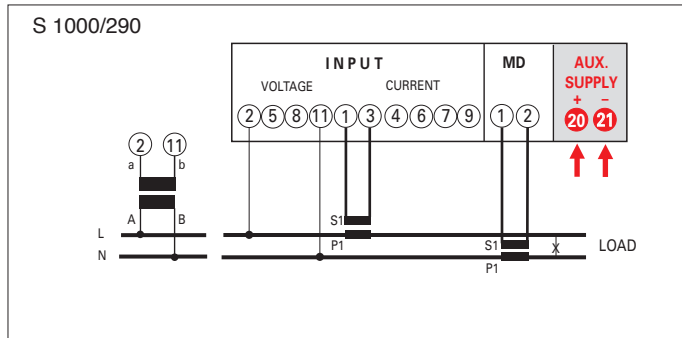 S 1000/290
INPUT
MD
AUX.
SUPPLY
VOLTAGE
CURRENT
+ −
2 5 8 11 1 3 4 6 7 9
1 2
20 21
2 11
a b
A B
S1
P1
L
N
S1
P1
X
LOAD